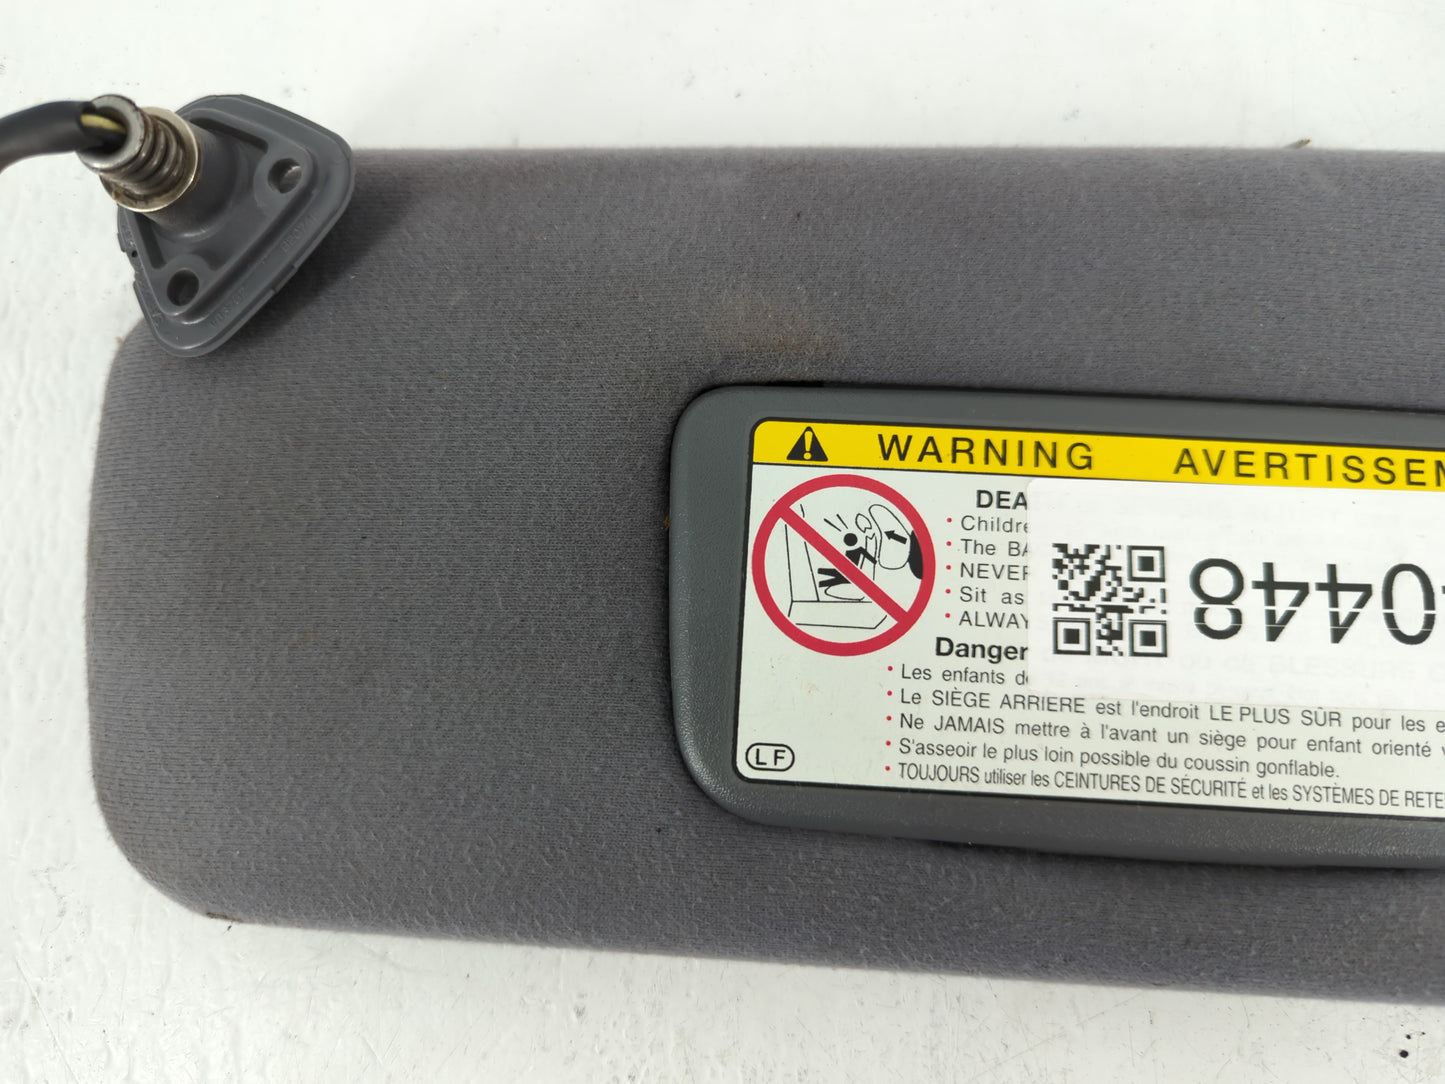 WARNING AVERTISSEM
DEA
• Childre
• The BA
• NEVER
• Sit as
• ALWAY
0448
Danger
• Les enfants de
• Le SIÈGE ARRIERE est l'endroit LE PLUS SÛR pour les e
• Ne JAMAIS mettre à l'avant un siège pour enfant orienté v
• S'asseoir le plus loin possible du coussin gonflable.
• TOUJOURS utiliser les CEINTURES DE SÉCURITÉ et les SYSTÈMES DE RETE
LF